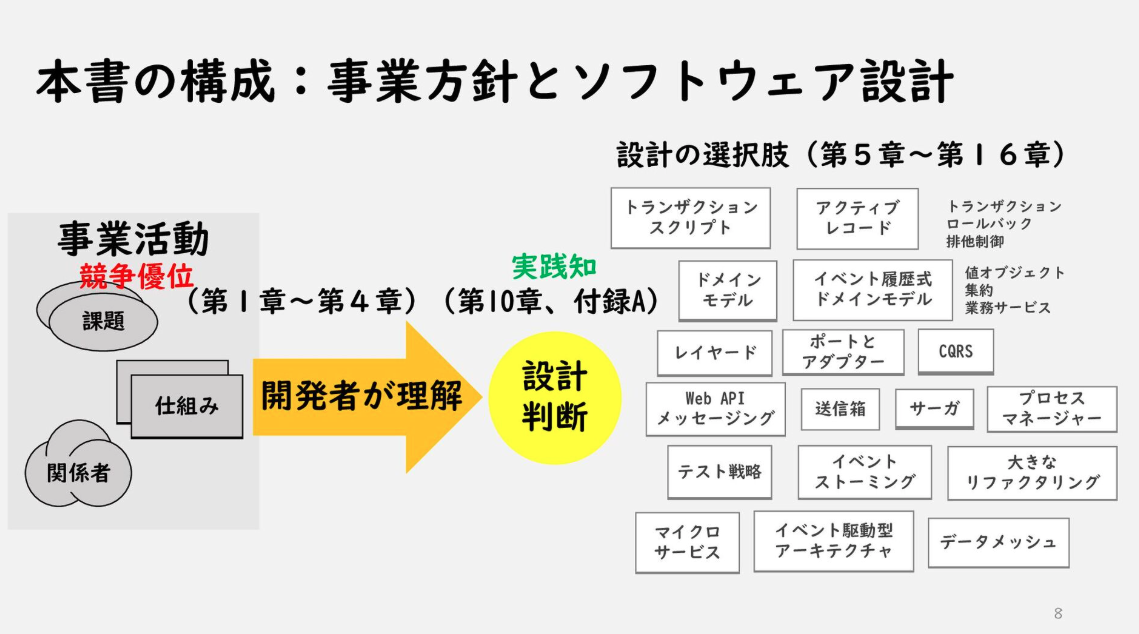 本書の構成：事業方針とソフトウェア設計
設計の選択肢（第５章～第１６章）
事業活動
競争優位
課題
仕組み
関係者
（第１章～第４章）
開発者が理解
実践知
（第10章、付録A）
設計
判断
トランザクション
スクリプト
アクティブ
レコード
トランザクション
ロールバック
排他制御
ドメイン
モデル
イベント履歴式
ドメインモデル
値オブジェクト
集約
業務サービス
レイヤード
ポートと
アダプター
CQRS
Web API
メッセージング
送信箱
サーガ
プロセス
マネージャー
テスト戦略
イベント
ストーミング
大きな
リファクタリング
マイクロ
サービス
イベント駆動型
アーキテクチャ
データメッシュ
8